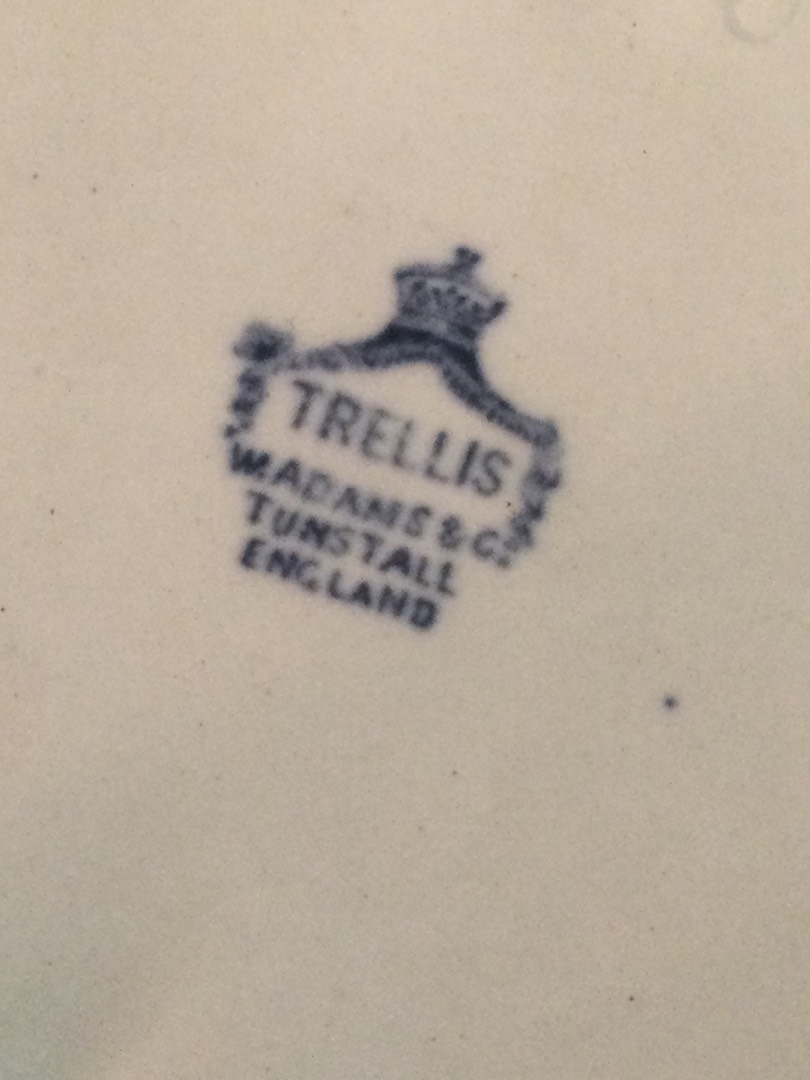 TRELLIS
W. ADAMS & Co.
TUNSTALL
ENGLAND